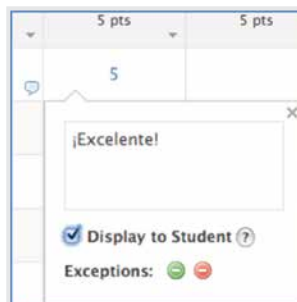 5 pts 5 pts
5
¡Excelente!
Display to Student ?
Exceptions: